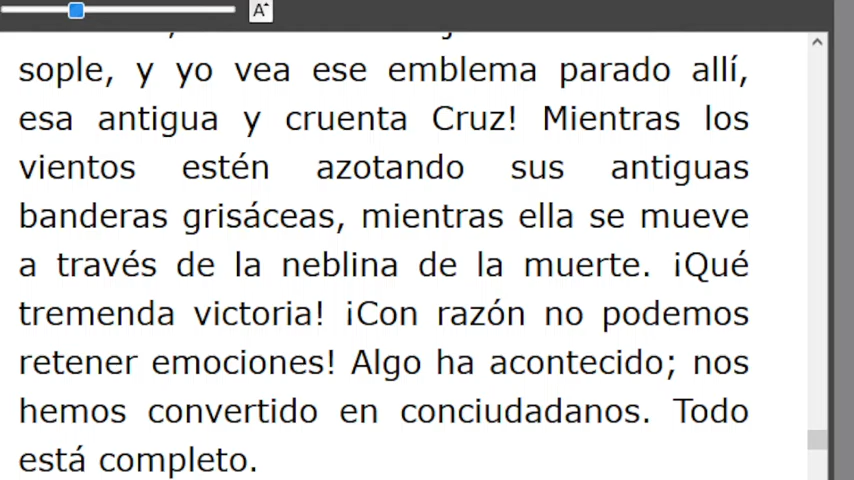 A
sople, y yo vea ese emblema parado allí,
esa antigua y cruenta Cruz! Mientras los
vientos estén azotando sus antiguas
banderas grisáceas, mientras ella se mueve
a través de la neblina de la muerte. ¡Qué
tremenda victoria! ¡Con razón no podemos
retener emociones! Algo ha acontecido; nos
hemos convertido en conciudadanos. Todo
está completo.